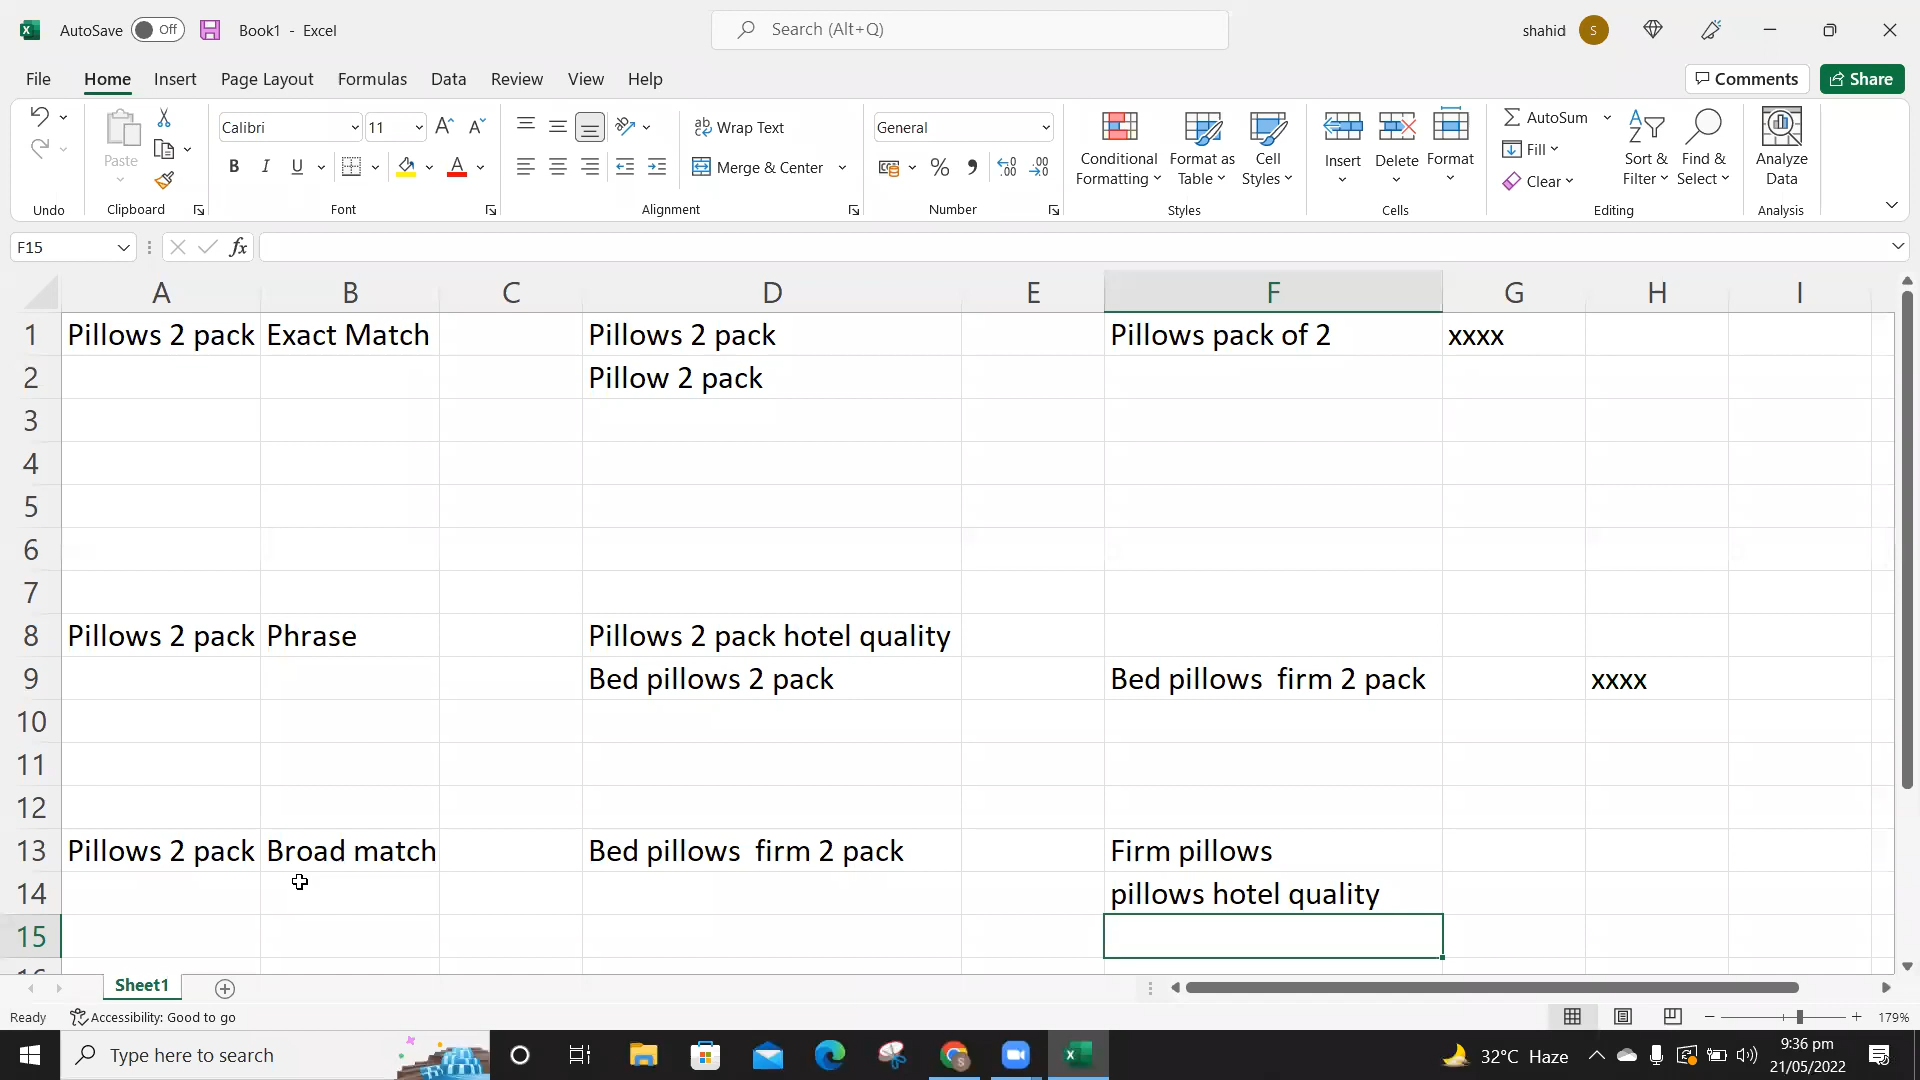 AutoSave Off Book1 - Excel Search (Alt+Q) shahid S
File Home Insert Page Layout Formulas Data Review View Help Comments Share
Paste Calibri 11 Wrap Text General Conditional Formatting Format as Table Cell Styles Insert Delete Format AutoSum Sort & Filter Find & Select Analyze Data
B I U Merge & Center % Fill Clear
Undo Clipboard Font Alignment Number Styles Cells Editing Analysis
F15 fx
A B C D E F G H I
1 Pillows 2 pack Exact Match Pillows 2 pack Pillows pack of 2 xxxx
2 Pillow 2 pack
3
4
5
6
7
8 Pillows 2 pack Phrase Pillows 2 pack hotel quality
9 Bed pillows 2 pack Bed pillows  firm 2 pack xxxx
10
11
12
13 Pillows 2 pack Broad match Bed pillows  firm 2 pack Firm pillows
14 pillows hotel quality
15
Sheet1
Ready Accessibility: Good to go 179%
Type here to search 32°C Haze 9:36 pm
21/05/2022